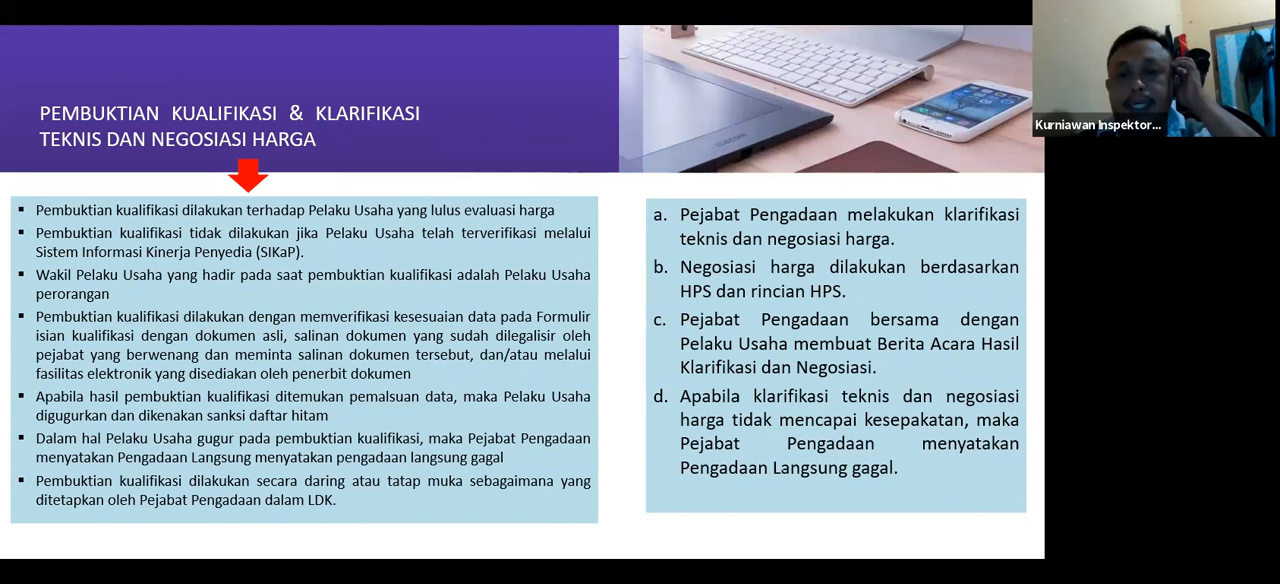 PEMBUKTIAN KUALIFIKASI & KLARIFIKASI
TEKNIS DAN NEGOSIASI HARGA
Kurniawan Inspektor...
▪ Pembuktian kualifikasi dilakukan terhadap Pelaku Usaha yang lulus evaluasi harga
▪ Pembuktian kualifikasi tidak dilakukan jika Pelaku Usaha telah terverifikasi melalui
Sistem Informasi Kinerja Penyedia (SIKaP).
▪ Wakil Pelaku Usaha yang hadir pada saat pembuktian kualifikasi adalah Pelaku Usaha
perorangan
▪ Pembuktian kualifikasi dilakukan dengan memverifikasi kesesuaian data pada Formulir
isian kualifikasi dengan dokumen asli, salinan dokumen yang sudah dilegalisir oleh
pejabat yang berwenang dan meminta salinan dokumen tersebut, dan/atau melalui
fasilitas elektronik yang disediakan oleh penerbit dokumen
▪ Apabila hasil pembuktian kualifikasi ditemukan pemalsuan data, maka Pelaku Usaha
digugurkan dan dikenakan sanksi daftar hitam
▪ Dalam hal Pelaku Usaha gugur pada pembuktian kualifikasi, maka Pejabat Pengadaan
menyatakan Pengadaan Langsung menyatakan pengadaan langsung gagal
▪ Pembuktian kualifikasi dilakukan secara daring atau tatap muka sebagaimana yang
ditetapkan oleh Pejabat Pengadaan dalam LDK.
a. Pejabat Pengadaan melakukan klarifikasi
teknis dan negosiasi harga.
b. Negosiasi harga dilakukan berdasarkan
HPS dan rincian HPS.
c. Pejabat Pengadaan bersama dengan
Pelaku Usaha membuat Berita Acara Hasil
Klarifikasi dan Negosiasi.
d. Apabila klarifikasi teknis dan negosiasi
harga tidak mencapai kesepakatan, maka
Pejabat Pengadaan menyatakan
Pengadaan Langsung gagal.